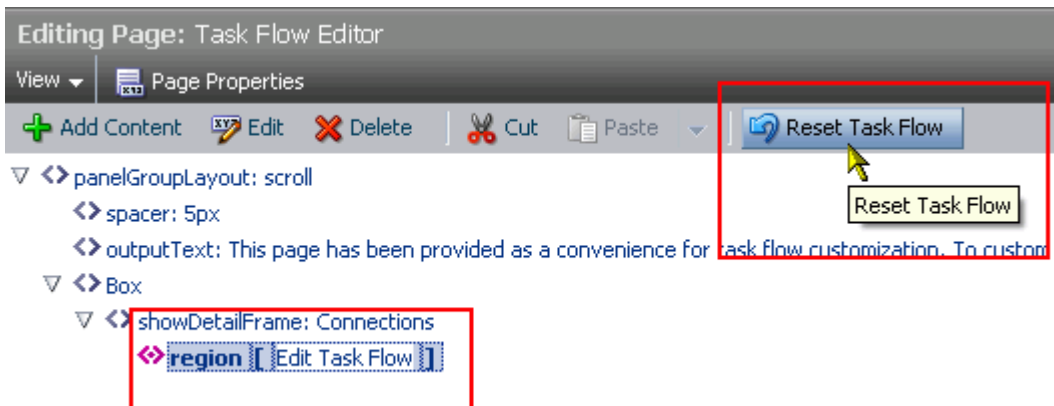 Editing Page: Task Flow Editor
View Page Properties
Add Content Edit Delete Cut Paste Reset Task Flow
panelGroupLayout: scroll
Reset Task Flow
spacer: 5px
outputText: This page has been provided as a convenience for task flow customization. To custom
Box
showDetailFrame: Connections
region [ Edit Task Flow ]